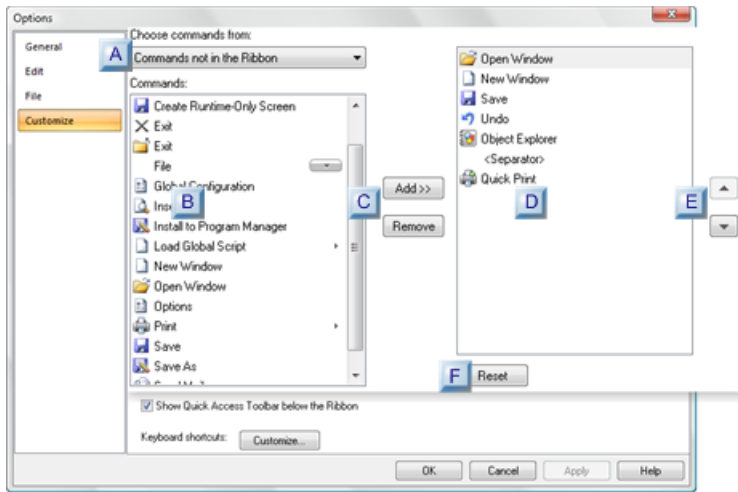 Options
General
Edit
File
Customize
Choose commands from:
A
Commands not in the Ribbon
Commands:
Create Runtime-Only Screen
Exit
Exit
File
Global Configuration
B
Install to Program Manager
Load Global Script
New Window
Open Window
Options
Print
Save
Save As
C
Add >>
Remove
Open Window
New Window
Save
Undo
Object Explorer
<Separator>
Quick Print
D
E
F
Reset
Show Quick Access Toolbar below the Ribbon
Keyboard shortcuts:
Customize...
OK
Cancel
Apply
Help